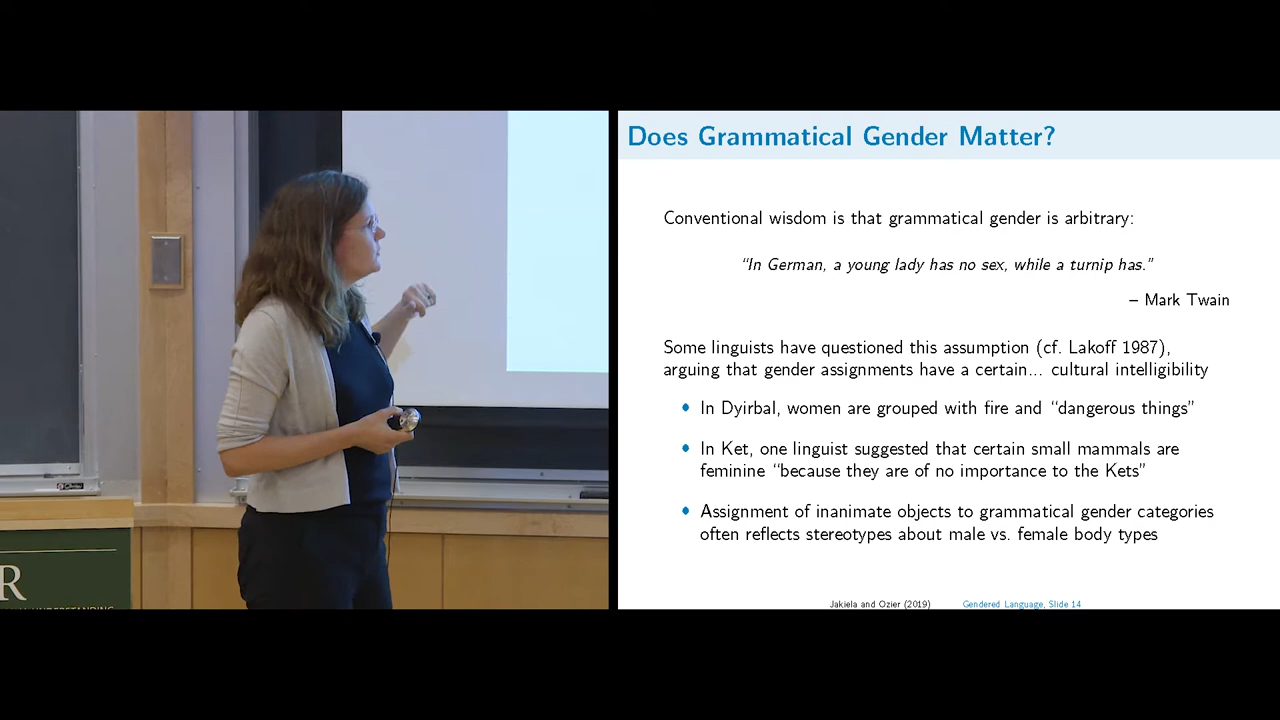 Does Grammatical Gender Matter?
Conventional wisdom is that grammatical gender is arbitrary:
“In German, a young lady has no sex, while a turnip has.”
– Mark Twain
Some linguists have questioned this assumption (cf. Lakoff 1987),
arguing that gender assignments have a certain... cultural intelligibility
In Dyirbal, women are grouped with fire and “dangerous things”
In Ket, one linguist suggested that certain small mammals are
feminine “because they are of no importance to the Kets”
Assignment of inanimate objects to grammatical gender categories
often reflects stereotypes about male vs. female body types
Jakiela and Ozier (2019) Gendered Language, Slide 14
R